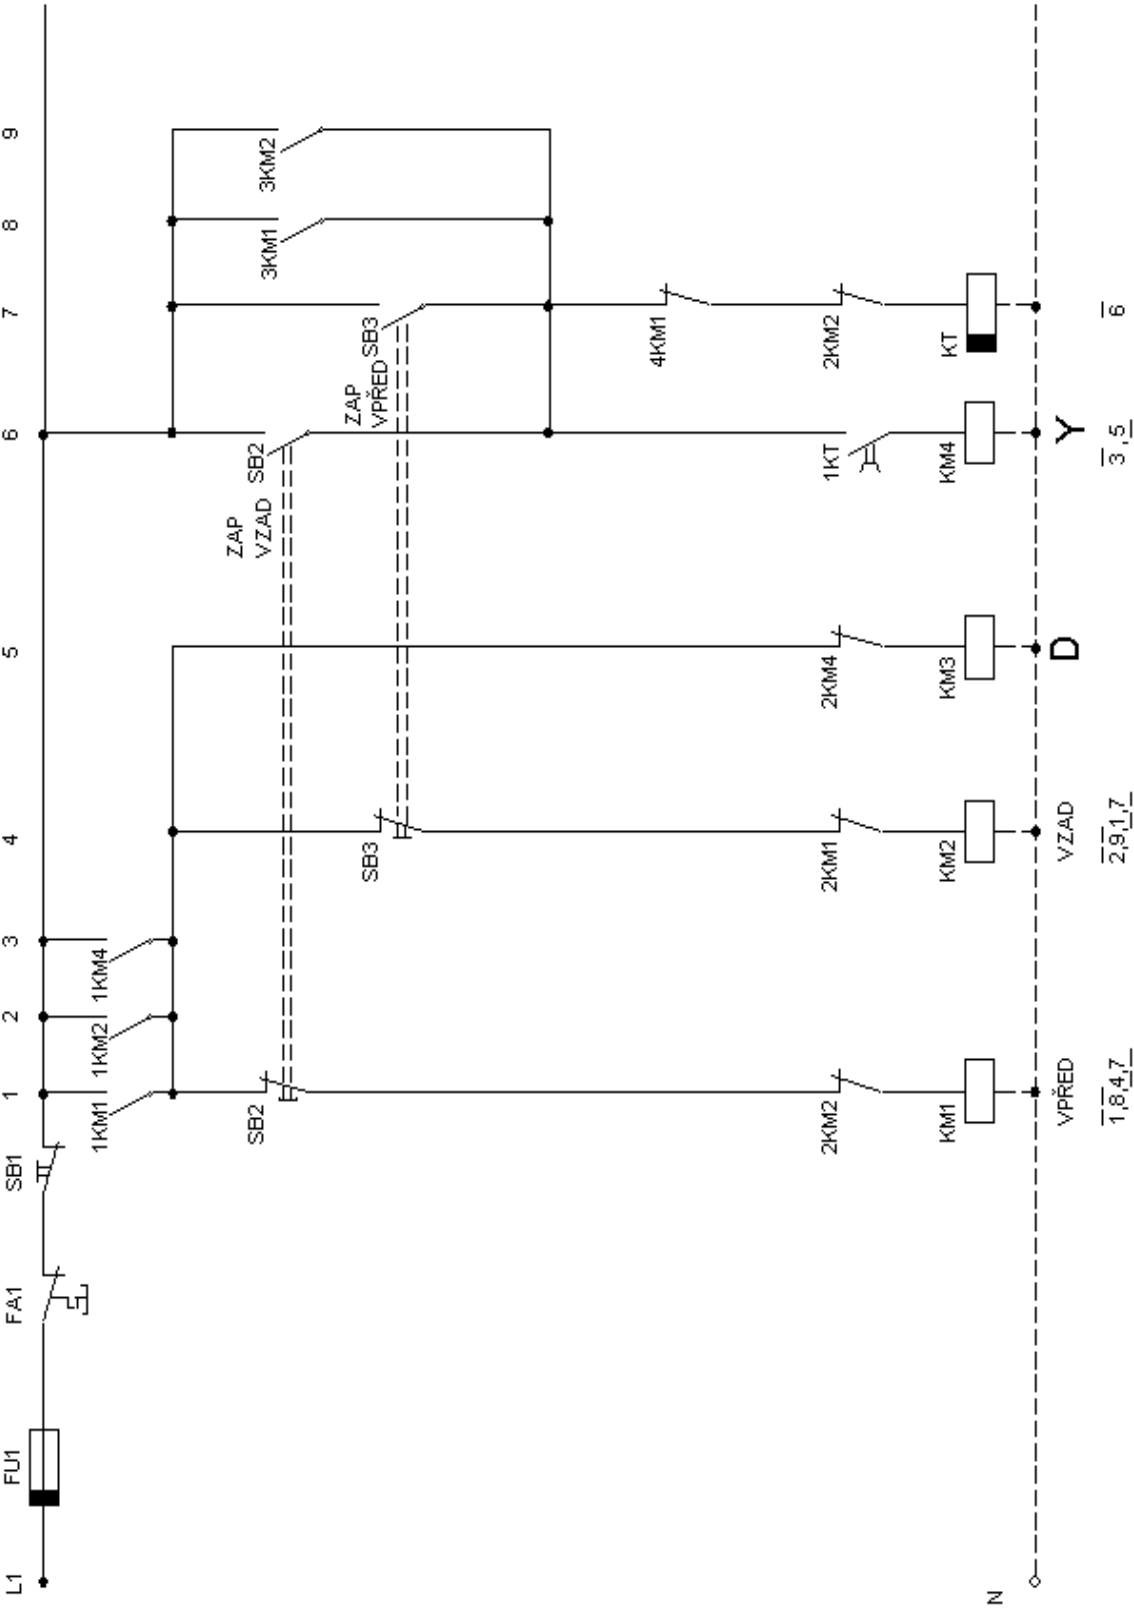 L1 FU1 FA1 SB1 1 2 3 4 5 6 7 8 9
1KM1 1KM2 1KM4
ZAP
VZAD
SB2 SB2 3KM1 3KM2
ZAP
VPŘED
SB3 SB3
4KM1
2KM2 2KM1 2KM4 1KT 2KM2
KM1 KM2 KM3 KM4 KT
N
VPŘED VZAD D Y
1,8,4,7 2,9,1,7 3,5 6